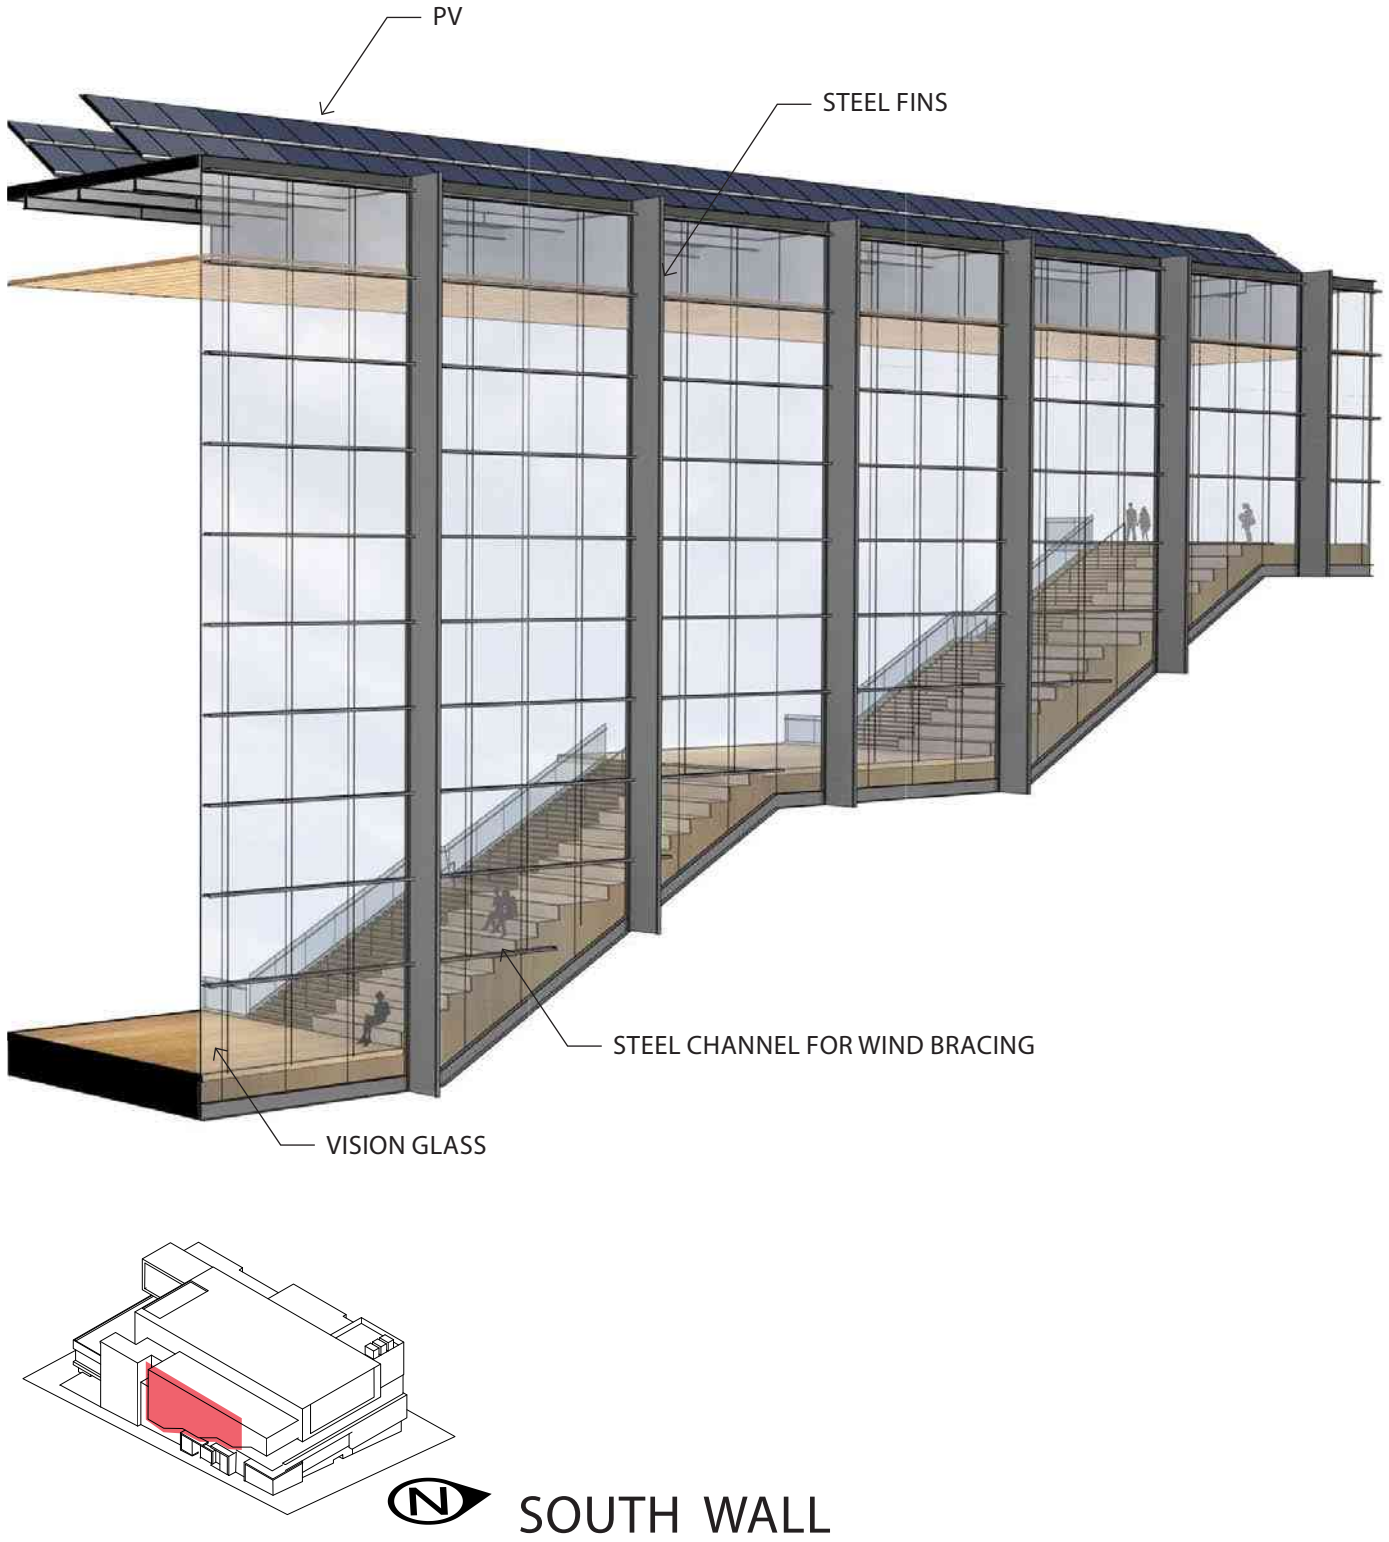 PV
STEEL FINS
STEEL CHANNEL FOR WIND BRACING
VISION GLASS
N
SOUTH WALL